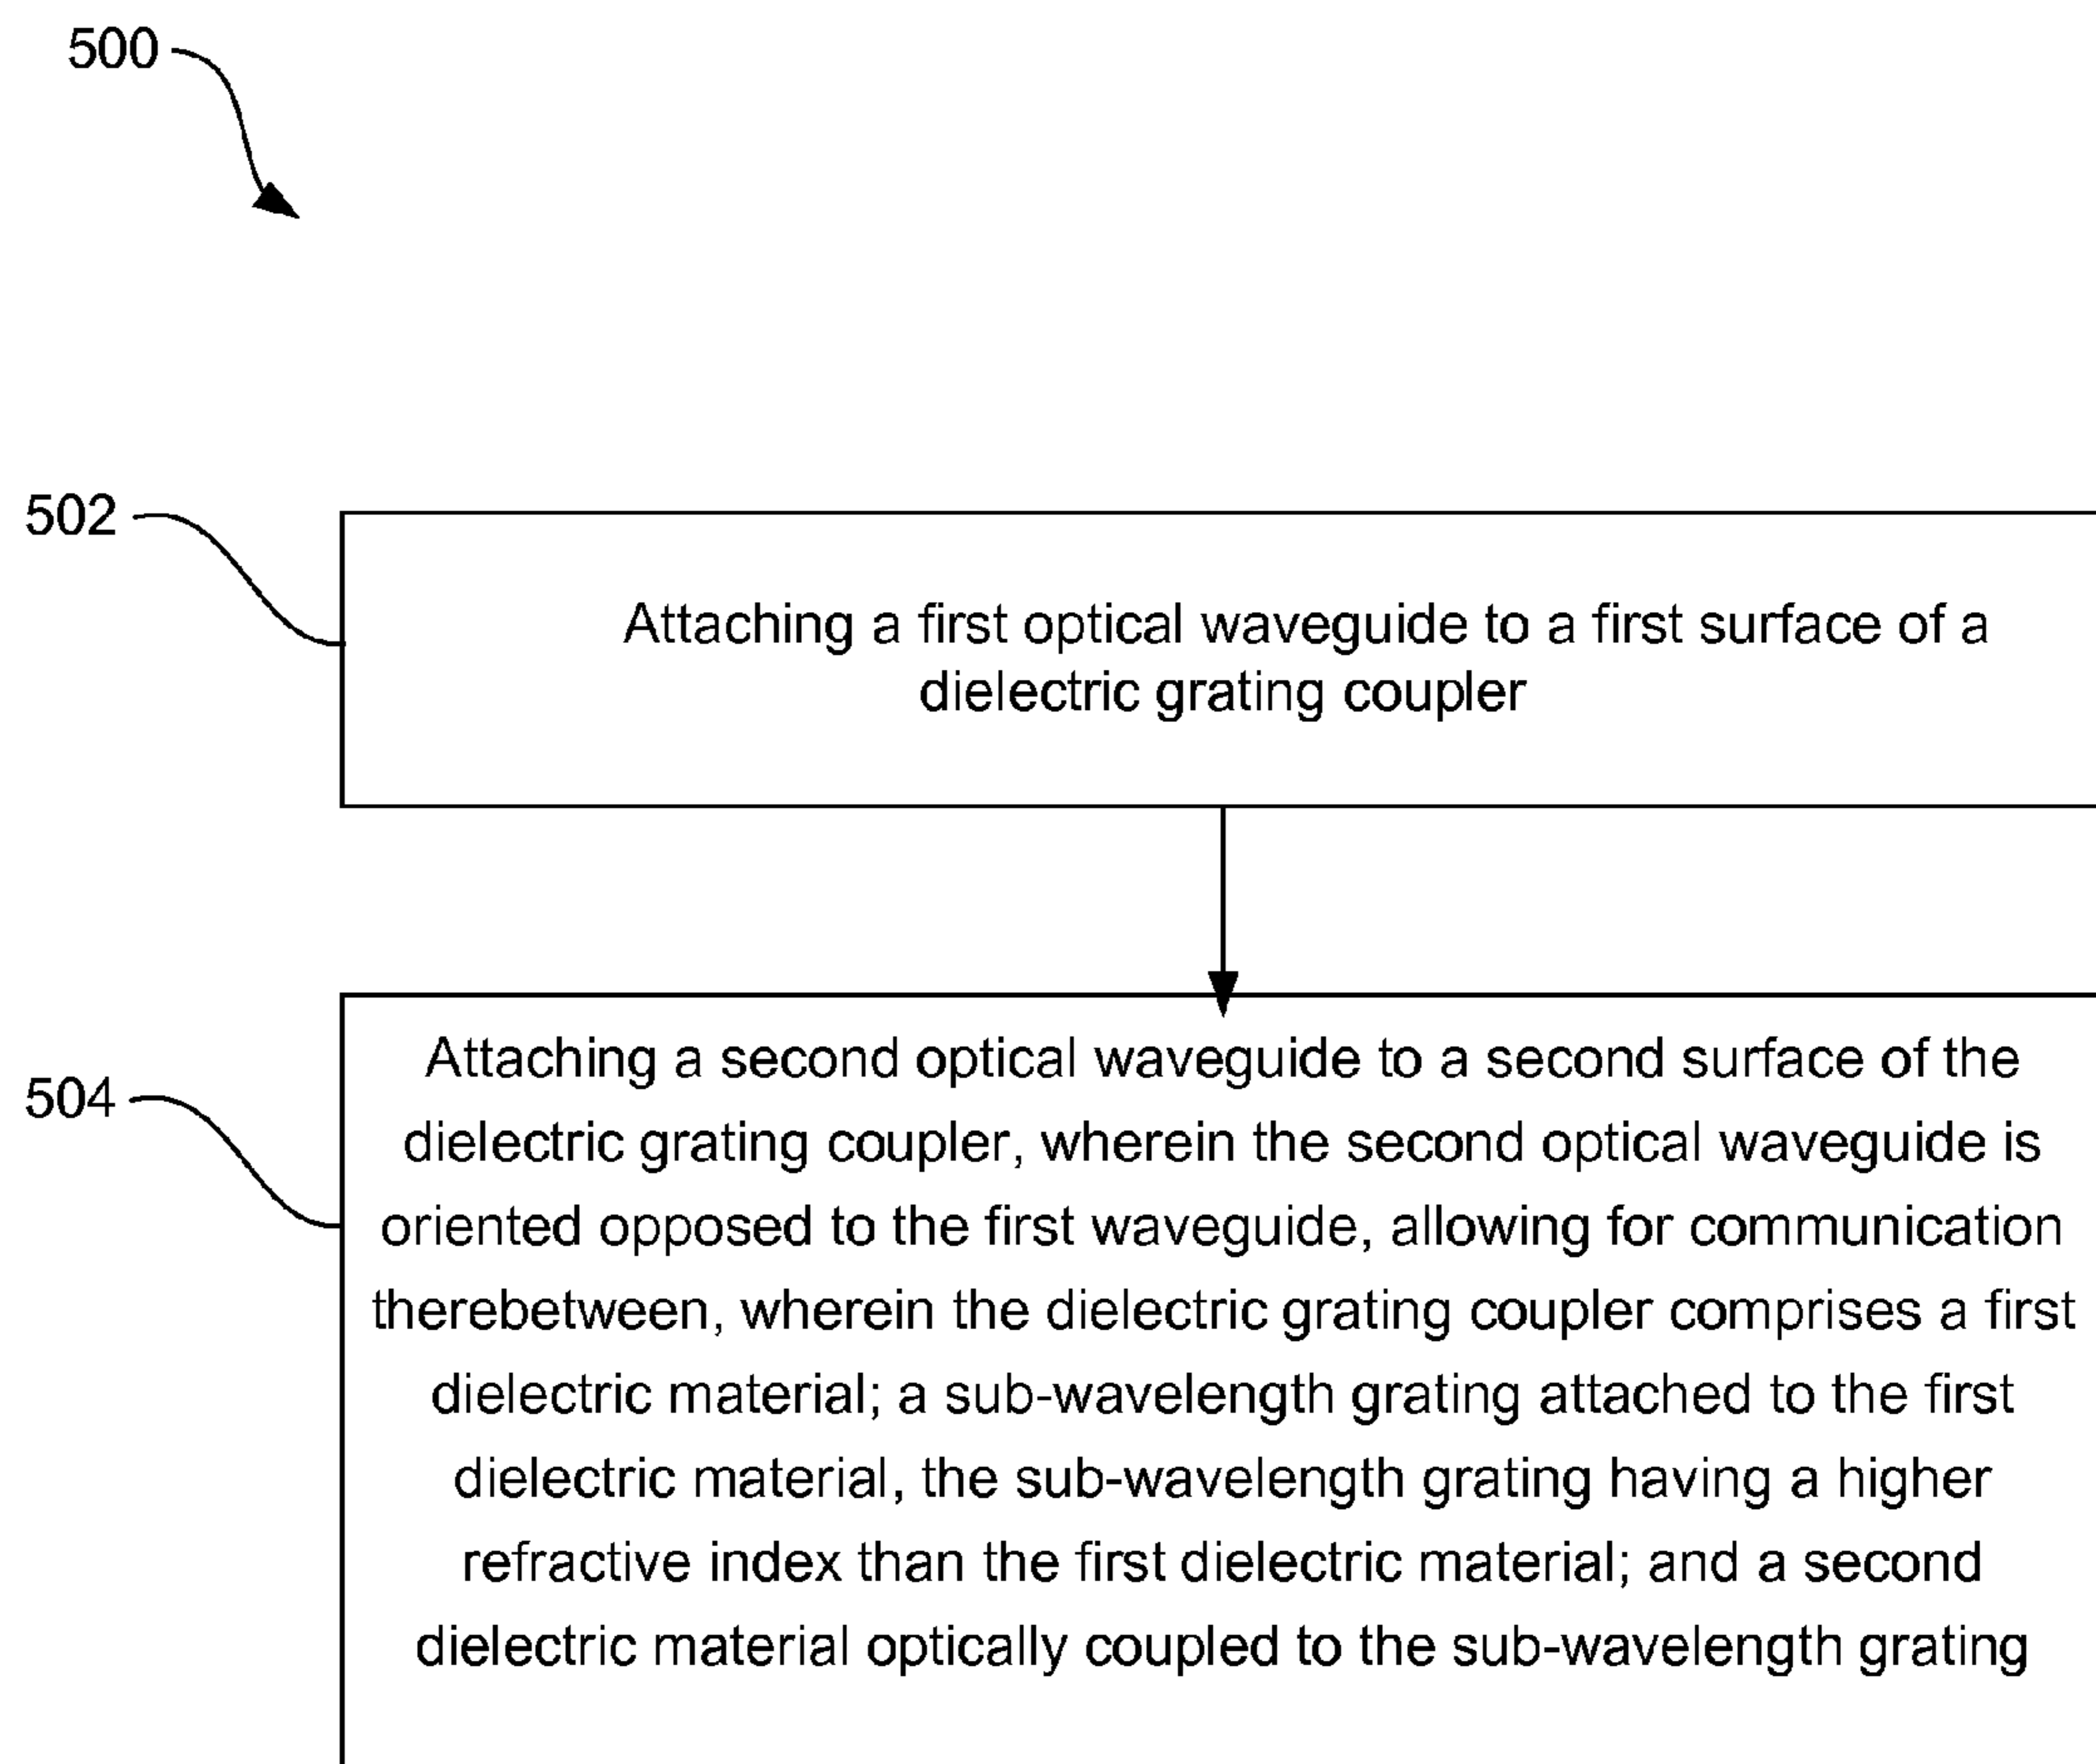 500
502
Attaching a first optical waveguide to a first surface of a
dielectric grating coupler
504
Attaching a second optical waveguide to a second surface of the
dielectric grating coupler, wherein the second optical waveguide is
oriented opposed to the first waveguide, allowing for communication
therebetween, wherein the dielectric grating coupler comprises a first
dielectric material; a sub-wavelength grating attached to the first
dielectric material, the sub-wavelength grating having a higher
refractive index than the first dielectric material; and a second
dielectric material optically coupled to the sub-wavelength grating